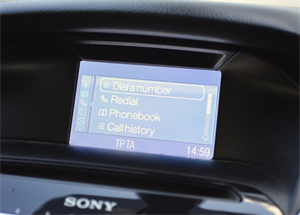 Dial a number
Redial
Phonebook
Call history
TP TA
14:59
SONY